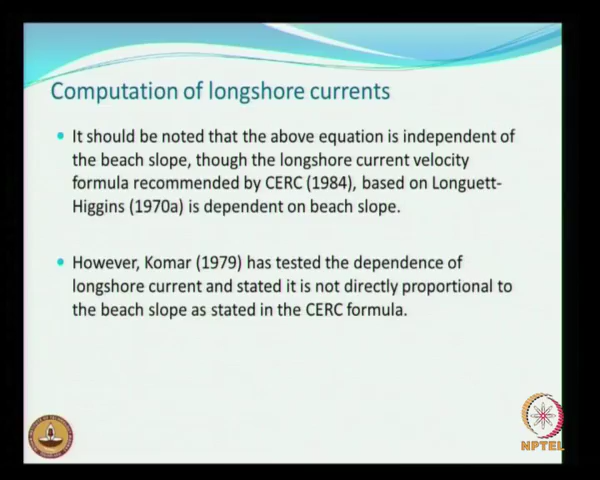 Computation of longshore currents
It should be noted that the above equation is independent of
the beach slope, though the longshore current velocity
formula recommended by CERC (1984), based on Longuett-
Higgins (1970a) is dependent on beach slope.
However, Komar (1979) has tested the dependence of
longshore current and stated it is not directly proportional to
the beach slope as stated in the CERC formula.
NPTEL